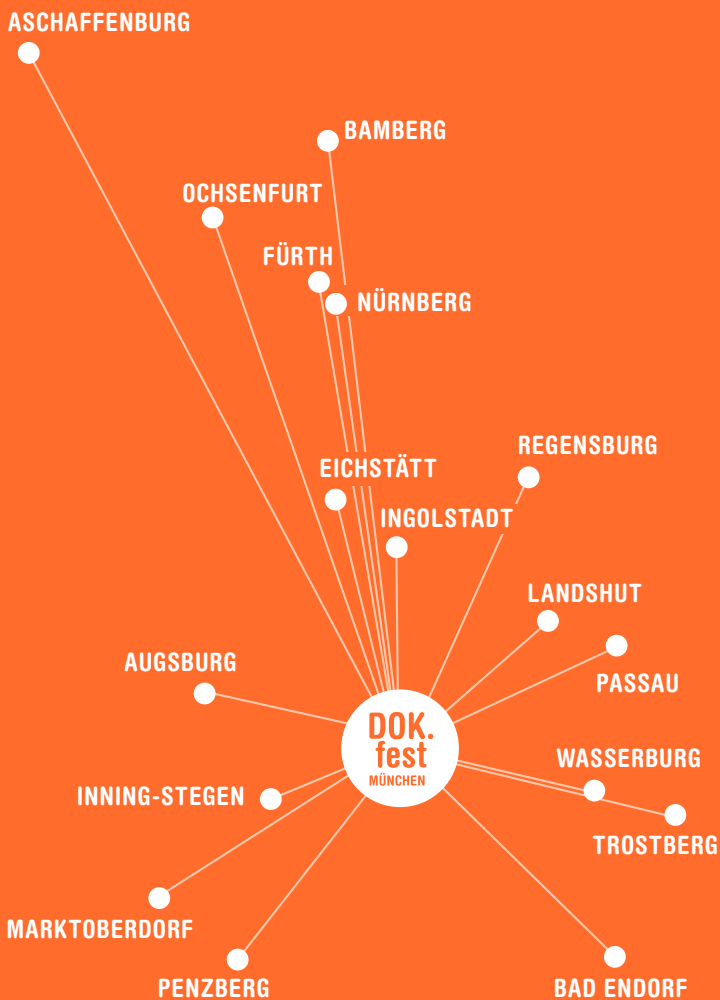 ASCHAFFENBURG
BAMBERG
OCHSENFURT
FÜRTH
NÜRNBERG
REGENSBURG
EICHSTÄTT
INGOLSTADT
LANDSHUT
AUGSBURG
PASSAU
DOK.
fest
MÜNCHEN
WASSERBURG
INNING-STEGEN
TROSTBERG
MARKTOBERDORF
PENZBERG
BAD ENDORF